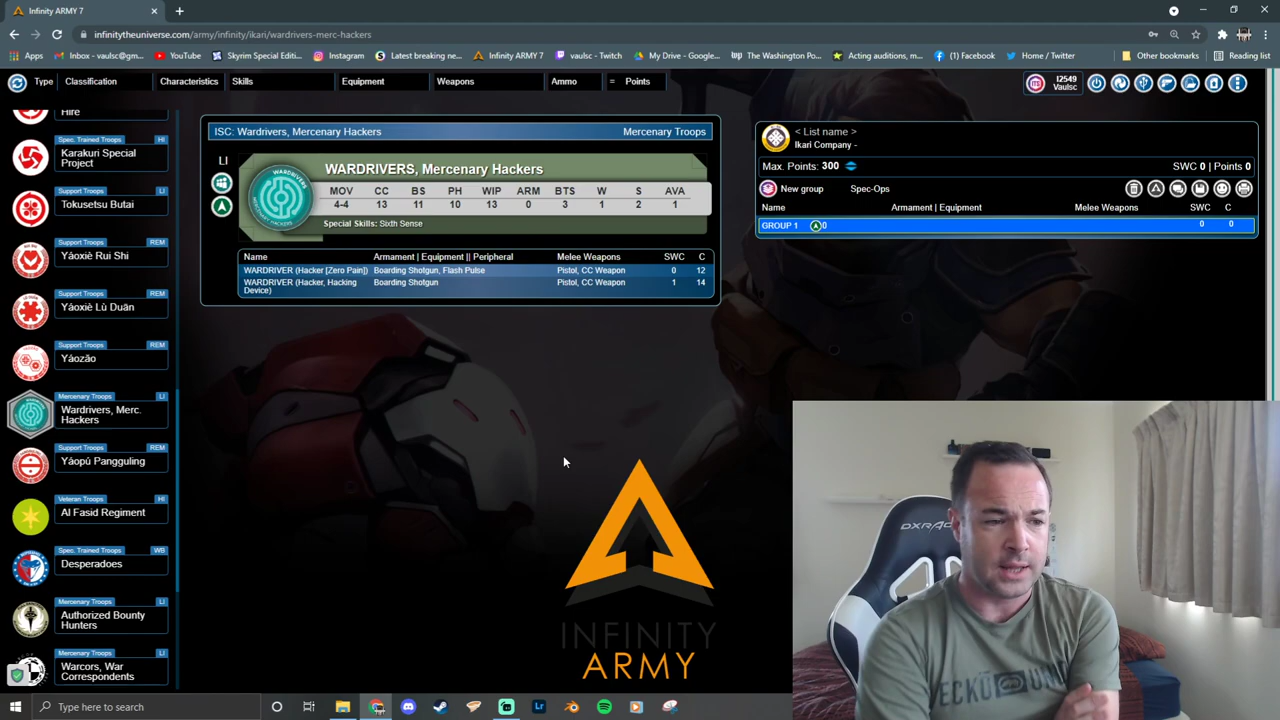 Infinity ARMY 7
infinitytheuniverse.com/army/infinity/ikari/wardrivers-merc-hackers
Apps
Inbox - vaulsc@gm...
YouTube
Skyrim Special Editi...
Instagram
Latest breaking ne...
Infinity ARMY 7
vaulsc - Twitch
My Drive - Google...
The Washington Po...
Acting auditions, m...
(1) Facebook
Home / Twitter
Other bookmarks
Reading list
Type Classification Characteristics Skills Equipment Weapons Ammo = Points
I2549
Vaulsc
Hire
Spec. Trained Troops HI
Karakuri Special
Project
Support Troops LI
Tokusetsu Butai
Support Troops REM
Yáoxiè Rui Shi
Support Troops REM
Yáoxiè Lù Duān
Support Troops REM
Yáozăo
Mercenary Troops LI
Wardrivers, Merc.
Hackers
Support Troops REM
Yáopú Pangguling
Veteran Troops HI
Al Fasid Regiment
Spec. Trained Troops WB
Desperadoes
Mercenary Troops LI
Authorized Bounty
Hunters
Mercenary Troops LI
Warcors, War
Correspondents
ISC: Wardrivers, Mercenary Hackers Mercenary Troops
LI
WARDRIVERS, Mercenary Hackers
MOV CC BS PH WIP ARM BTS W S AVA
4-4 13 11 10 13 0 3 1 2 1
Special Skills: Sixth Sense
Name Armament | Equipment || Peripheral Melee Weapons SWC C
WARDRIVER (Hacker [Zero Pain]) Boarding Shotgun, Flash Pulse Pistol, CC Weapon 0 12
WARDRIVER (Hacker, Hacking Boarding Shotgun Pistol, CC Weapon 1 14
Device)
< List name >
Ikari Company -
Max. Points: 300 SWC 0 | Points 0
New group Spec-Ops
Name Armament | Equipment Melee Weapons SWC C
GROUP 1 0 0 0
INFINITY
ARMY
DXRACER
ECKŌ UN
Type here to search
Lr